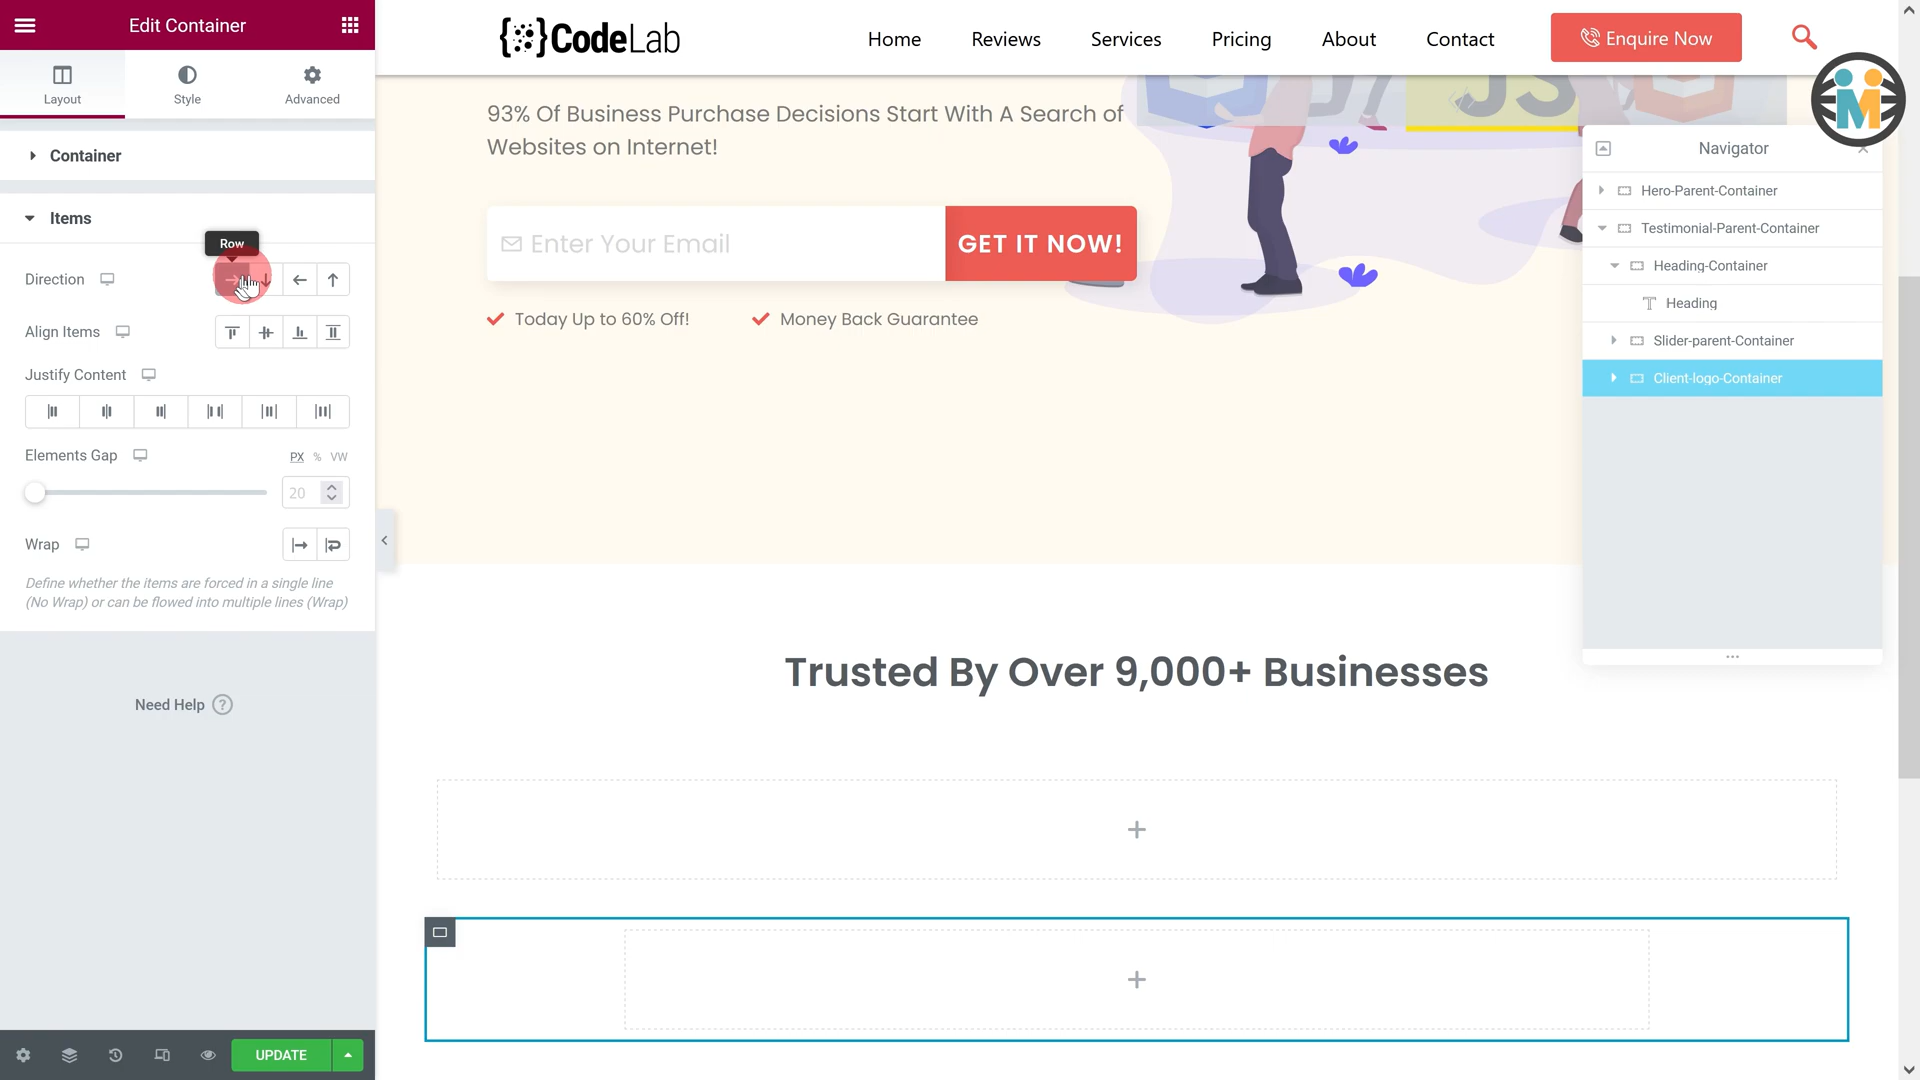 Edit Container
Layout
Style
Advanced
Container
Items
Row
Direction
Align Items
Justify Content
Elements Gap
PX % VW
20
Wrap
Define whether the items are forced in a single line
(No Wrap) or can be flowed into multiple lines (Wrap)
Need Help ?
UPDATE
CodeLab
Home
Reviews
Services
Pricing
About
Contact
Enquire Now
M
93% Of Business Purchase Decisions Start With A Search of
Websites on Internet!
JS
Enter Your Email
GET IT NOW!
Today Up to 60% Off!
Money Back Guarantee
Navigator
Hero-Parent-Container
Testimonial-Parent-Container
Heading-Container
Heading
Slider-parent-Container
Client-logo-Container
Trusted By Over 9,000+ Businesses